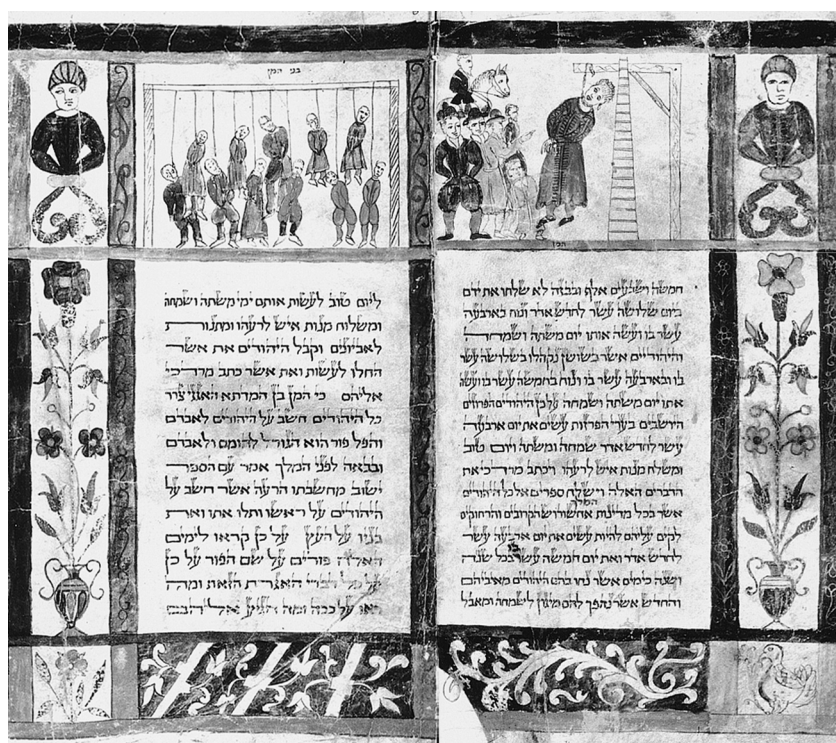 המן
חמשה ושבעים אלף ובבזה לא שלחו את ידם
ביום שלושה עשר לחדש אדר ונוח בארבעה
עשר בו ועשה אותו יום משתה ושמחה
והיהודיים אשר בשושן נקהלו בשלושה עשר
בו ובארבעה עשר בו ונוח בחמשה עשר בו ועשה
אתו יום משתה ושמחה על כן היהודים הפרוזים
הישבים בערי הפרזות עשים את יום ארבעה
עשר לחדש אדר שמחה ומשתה ויום טוב
ומשלח מנות איש לרעהו ויכתב מרדכי את
הדברים האלה וישלח ספרים אל כל היהודים
המלך
אשר בכל מדינות אחשורוש הקרובים והרחוקים
לקים עליהם להיות עשים את יום ארבעה עשר
בו
לחדש אדר ואת יום חמשה עשר בכל שנה
ושנה כימים אשר נחו בהם היהודים מאיביהם
והחדש אשר נהפך להם מיגון לשמחה ומאבל
בני המן
ליום טוב לעשות אותם ימי משתה ושמחה
ומשלוח מנות איש לרעהו ומתנות
לאביונים וקבל היהודים את אשר
החלו לעשות ואת אשר כתב מרדכי
אליהם כי המן בן המדתא האגגי צורר
כל היהודים חשב על היהודים לאבדם
והפל פור הוא הגורל להומם ולאבדם
ובבאה לפני המלך אמר עם הספר
ישוב מחשבתו הרעה אשר חשב על
היהודים על ראשו ותלו אתו ואת
בניו על העץ על כן קראו לימים
האלה פורים על שם הפור על כן
על כל דברי האגרת הזאת ומה
ראו על ככה ומה הגיע אליהם